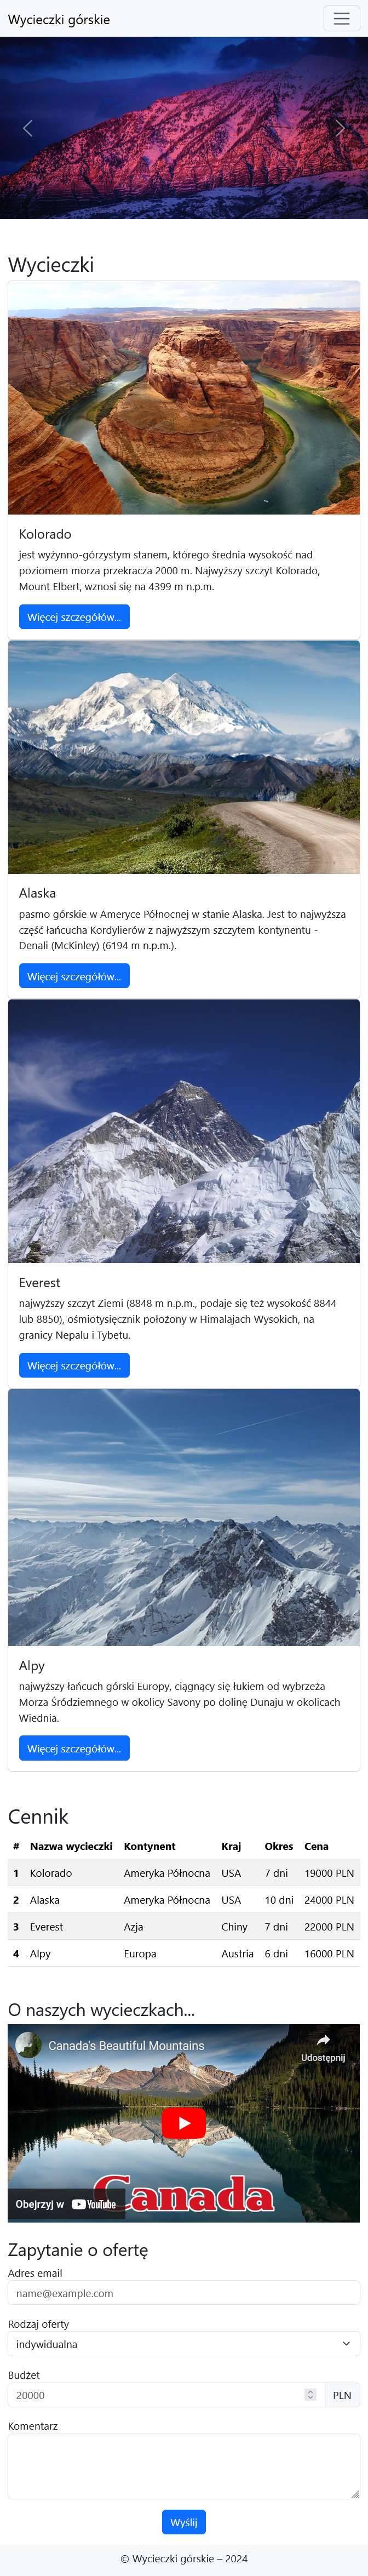 Wycieczki górskie
Wycieczki
Kolorado
jest wyżynno-górzystym stanem, którego średnia wysokość nad
poziomem morza przekracza 2000 m. Najwyższy szczyt Kolorado,
Mount Elbert, wznosi się na 4399 m n.p.m.
Więcej szczegółów...
Alaska
pasmo górskie w Ameryce Północnej w stanie Alaska. Jest to najwyższa
część łańcucha Kordylierów z najwyższym szczytem kontynentu -
Denali (McKinley) (6194 m n.p.m.).
Więcej szczegółów...
Everest
najwyższy szczyt Ziemi (8848 m n.p.m., podaje się też wysokość 8844
lub 8850), ośmiotysięcznik położony w Himalajach Wysokich, na
granicy Nepalu i Tybetu.
Więcej szczegółów...
Alpy
najwyższy łańcuch górski Europy, ciągnący się łukiem od wybrzeża
Morza Śródziemnego w okolicy Savony po dolinę Dunaju w okolicach
Wiednia.
Więcej szczegółów...
Cennik
# Nazwa wycieczki Kontynent Kraj Okres Cena
1 Kolorado Ameryka Północna USA 7 dni 19000 PLN
2 Alaska Ameryka Północna USA 10 dni 24000 PLN
3 Everest Azja Chiny 7 dni 22000 PLN
4 Alpy Europa Austria 6 dni 16000 PLN
O naszych wycieczkach...
Canada's Beautiful Mountains
Udostępnij
Canada
Obejrzyj w YouTube
Zapytanie o ofertę
Adres email
name@example.com
Rodzaj oferty
indywidualna
Budżet
20000 PLN
Komentarz
Wyślij
© Wycieczki górskie – 2024